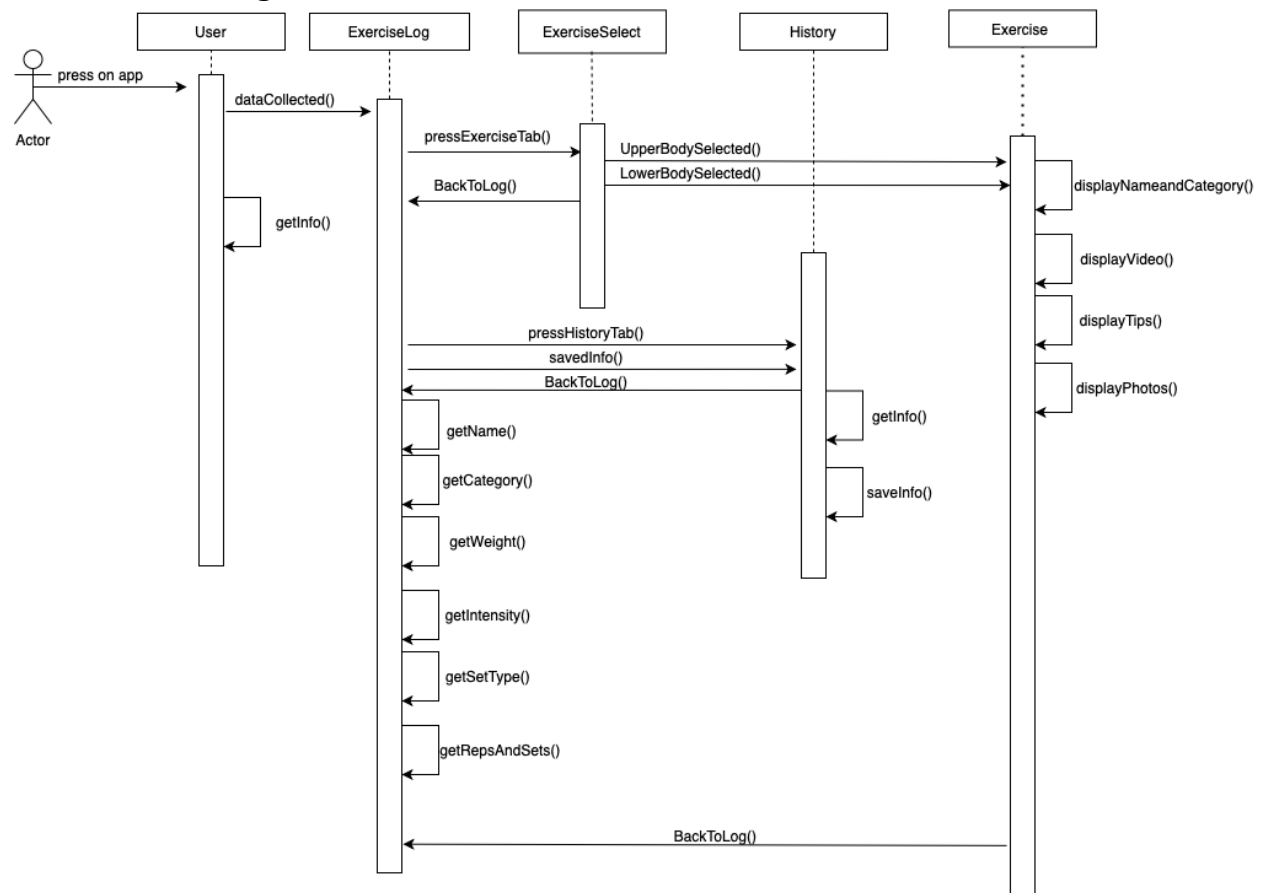 User
ExerciseLog
ExerciseSelect
History
Exercise
press on app
Actor
dataCollected()
pressExerciseTab()
UpperBodySelected()
LowerBodySelected()
BackToLog()
displayNameandCategory()
getInfo()
displayVideo()
displayTips()
pressHistoryTab()
savedInfo()
BackToLog()
displayPhotos()
getInfo()
getName()
getCategory()
saveInfo()
getWeight()
getIntensity()
getSetType()
getRepsAndSets()
BackToLog()